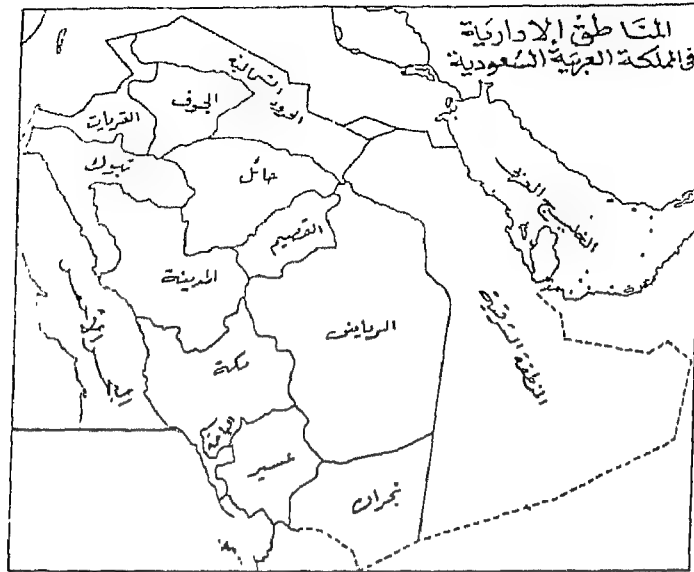 المناطق الإدارية
في المملكة العربية السعودية
الحدود الشمالية
الجوف
القريات
تبوك
حائل
القصيم
الخليج العربي
المدينة
الرياض
المنطقة الشرقية
مكة
الباحة
عسير
نجران